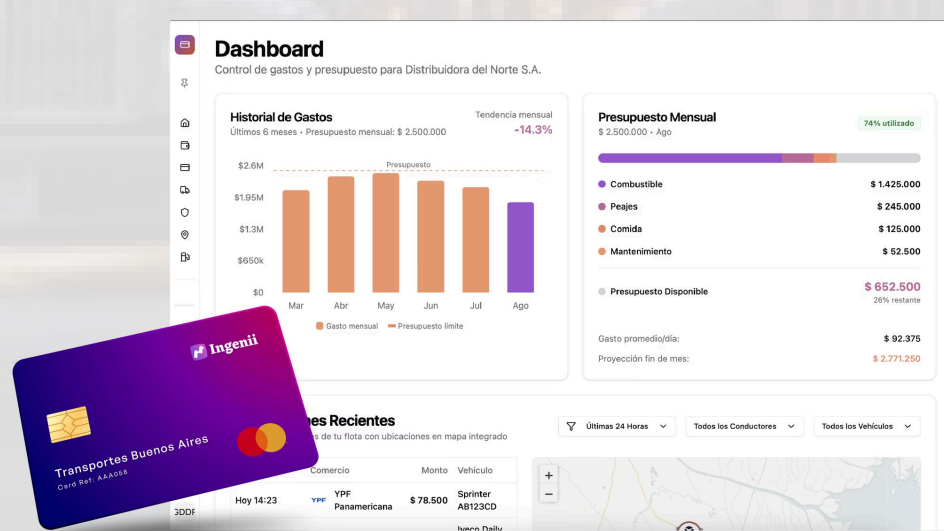 Dashboard
Control de gastos y presupuesto para Distribuidora del Norte S.A.
Historial de Gastos
Últimos 6 meses • Presupuesto mensual: $ 2.500.000
Tendencia mensual
-14.3%
$2.6M
Presupuesto
$1.95M
$1.3M
$650k
$0
Mar Abr May Jun Jul Ago
Gasto mensual Presupuesto límite
Presupuesto Mensual
$ 2.500.000 • Ago
74% utilizado
Combustible $ 1.425.000
Peajes $ 245.000
Comida $ 125.000
Mantenimiento $ 52.500
Presupuesto Disponible $ 652.500
26% restante
Gasto promedio/día: $ 92.375
Proyección fin de mes: $ 2.771.250
Ingenii
Transportes Buenos Aires
Card Ref: AAA058
es Recientes
de tu flota con ubicaciones en mapa integrado
Últimas 24 Horas Todos los Conductores Todos los Vehículos
Comercio Monto Vehículo
Hoy 14:23 YPF YPF Panamericana $ 78.500 Sprinter AB123CD
Iveco Daily
+
−